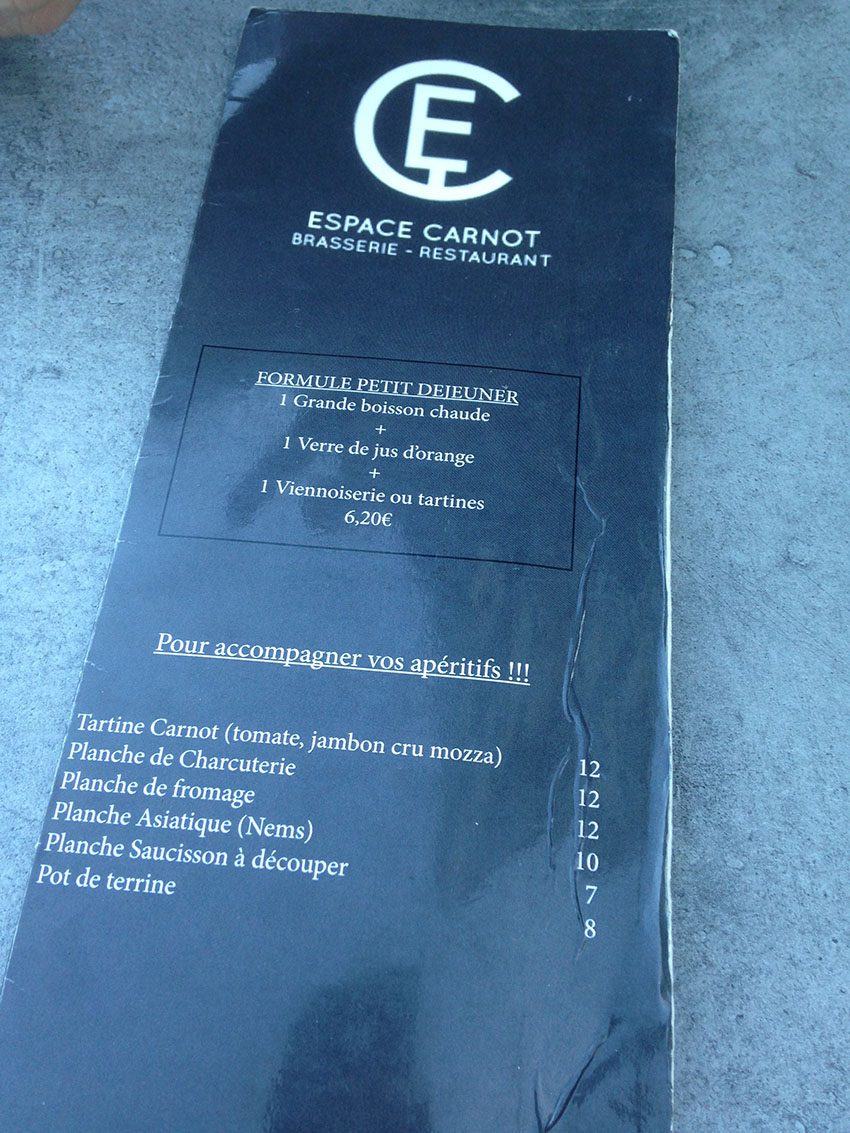 CE
ESPACE CARNOT
BRASSERIE - RESTAURANT
FORMULE PETIT DEJEUNER
1 Grande boisson chaude
+
1 Verre de jus d'orange
+
1 Viennoiserie ou tartines
6,20€
Pour accompagner vos apéritifs !!!
Tartine Carnot (tomate, jambon cru mozza) 12
Planche de Charcuterie 12
Planche de fromage 12
Planche Asiatique (Nems) 10
Planche Saucisson à découper 7
Pot de terrine 8